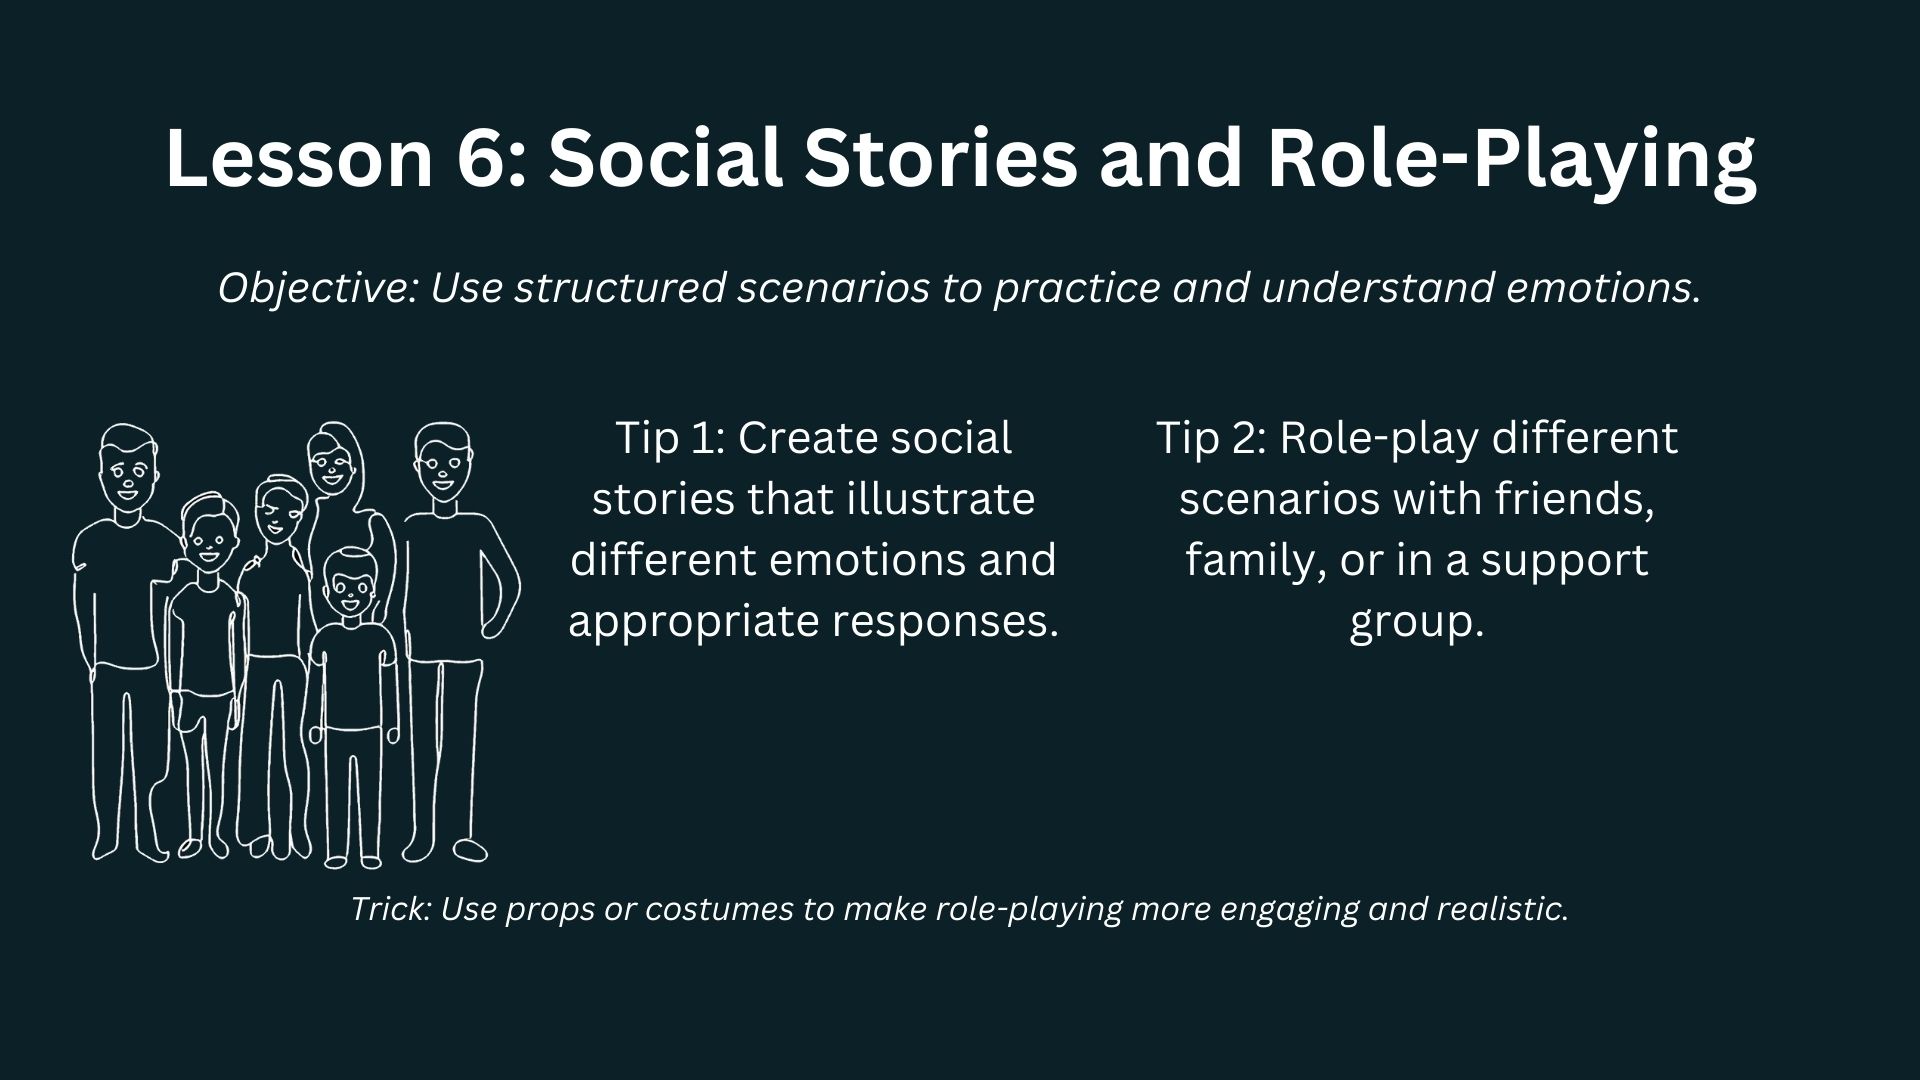 Lesson 6: Social Stories and Role-Playing
Objective: Use structured scenarios to practice and understand emotions.
Tip 1: Create social
stories that illustrate
different emotions and
appropriate responses.
Tip 2: Role-play different
scenarios with friends,
family, or in a support
group.
Trick: Use props or costumes to make role-playing more engaging and realistic.